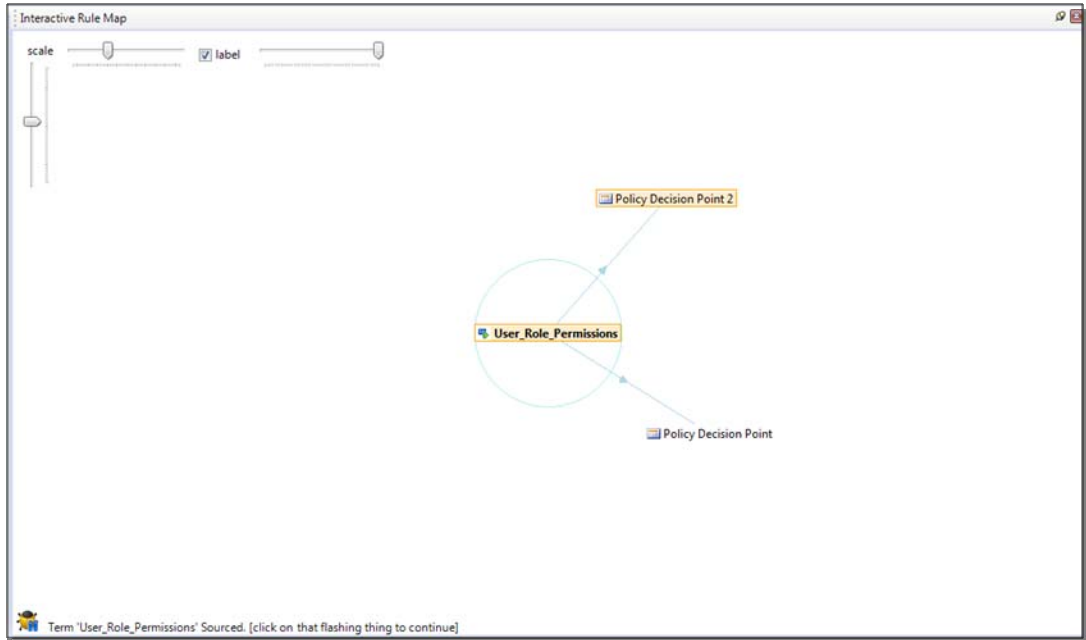 Interactive Rule Map
scale
label
Policy Decision Point 2
User_Role_Permissions
Policy Decision Point
Term 'User_Role_Permissions' Sourced. [click on that flashing thing to continue]